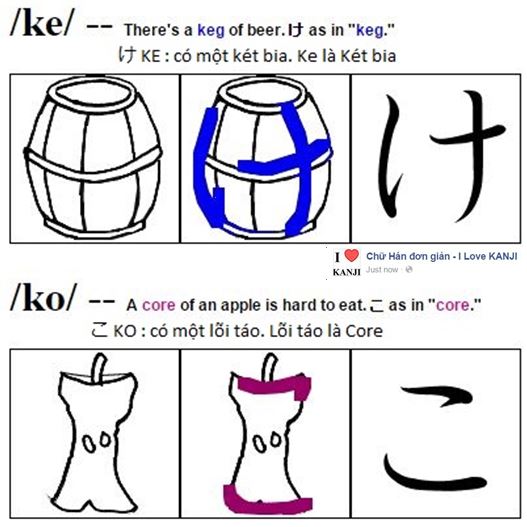 /ke/ -- There's a keg of beer. け as in "keg."
け KE : có một két bia. Ke là Két bia
け
I ❤ KANJI
Chữ Hán đơn giản - I Love KANJI
Just now ·
/ko/ -- A core of an apple is hard to eat. こ as in "core."
こ KO : có một lõi táo. Lõi táo là Core
こ